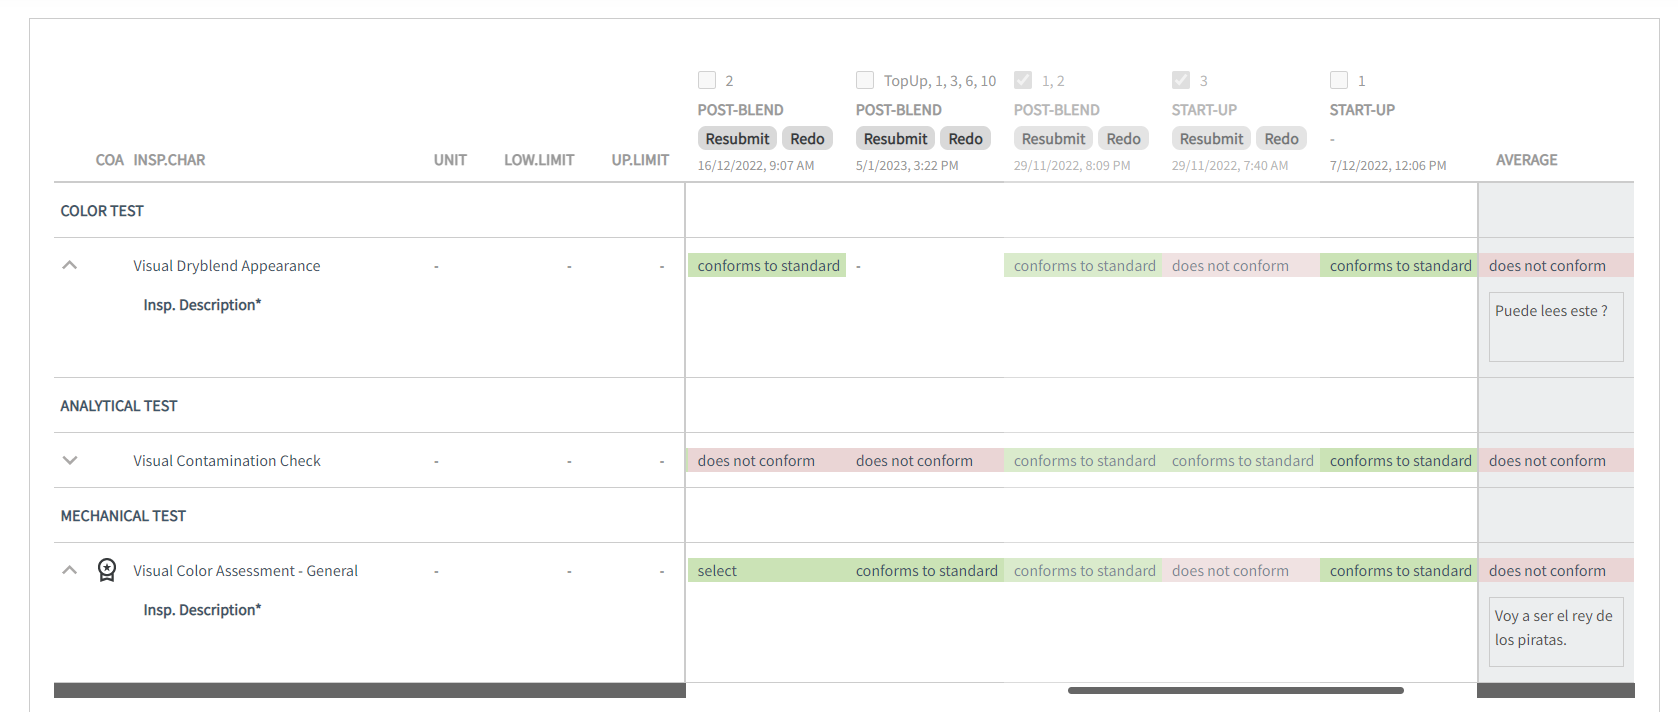 2 TopUp, 1, 3, 6, 10 1, 2 3 1
POST-BLEND POST-BLEND POST-BLEND START-UP START-UP
Resubmit Redo Resubmit Redo Resubmit Redo Resubmit Redo -
COA INSP.CHAR UNIT LOW.LIMIT UP.LIMIT 16/12/2022, 9:07 AM 5/1/2023, 3:22 PM 29/11/2022, 8:09 PM 29/11/2022, 7:40 AM 7/12/2022, 12:06 PM AVERAGE
COLOR TEST
Visual Dryblend Appearance - - - conforms to standard - conforms to standard does not conform conforms to standard does not conform
Insp. Description* Puede lees este ?
ANALYTICAL TEST
Visual Contamination Check - - - does not conform does not conform conforms to standard conforms to standard conforms to standard does not conform
MECHANICAL TEST
Visual Color Assessment - General - - - select conforms to standard conforms to standard does not conform conforms to standard does not conform
Insp. Description* Voy a ser el rey de
los piratas.